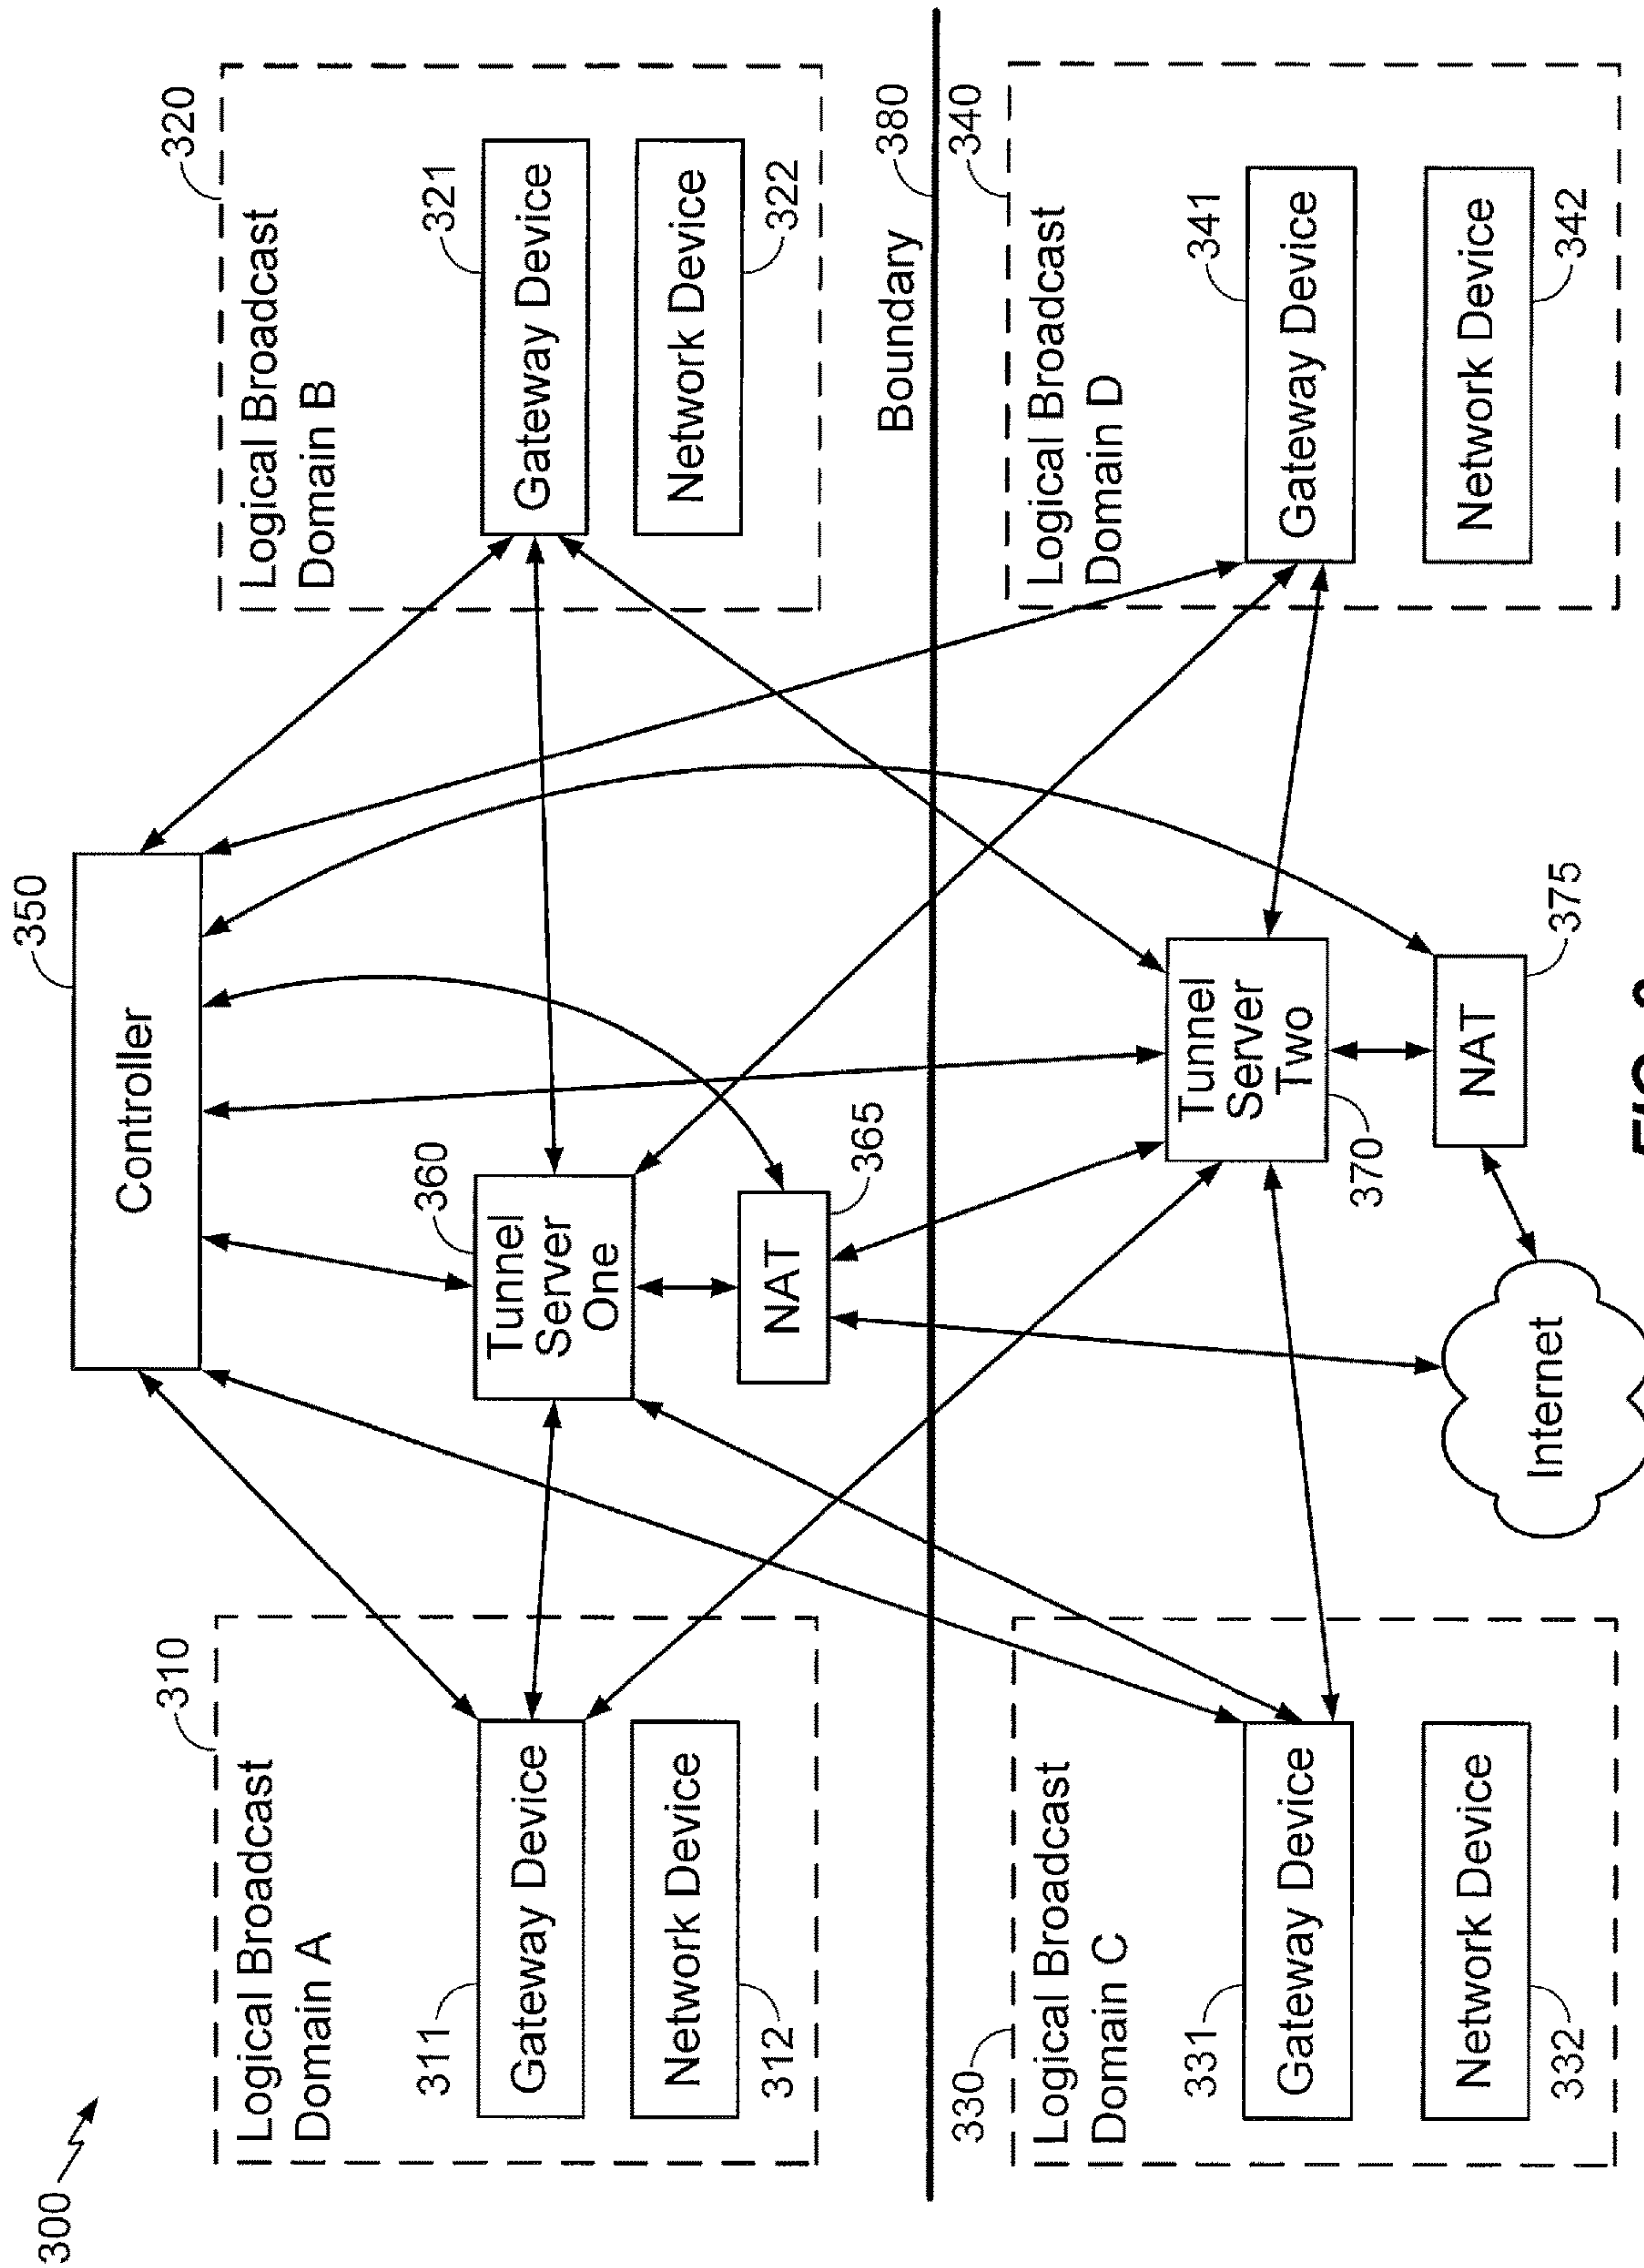 300
350
Controller
310
Logical Broadcast
Domain A
311
Gateway Device
Network Device
312
320
Logical Broadcast
Domain B
321
Gateway Device
Network Device
322
360
Tunnel
Server
One
NAT
365
Boundary
380
330
Logical Broadcast
Domain C
331
Gateway Device
Network Device
332
340
Logical Broadcast
Domain D
341
Gateway Device
Network Device
342
Tunnel
Server
Two
370
NAT
375
Internet